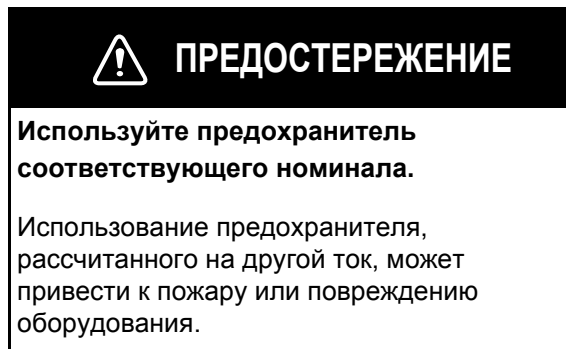 ПРЕДОСТЕРЕЖЕНИЕ
Используйте предохранитель
соответствующего номинала.
Использование предохранителя,
рассчитанного на другой ток, может
привести к пожару или повреждению
оборудования.